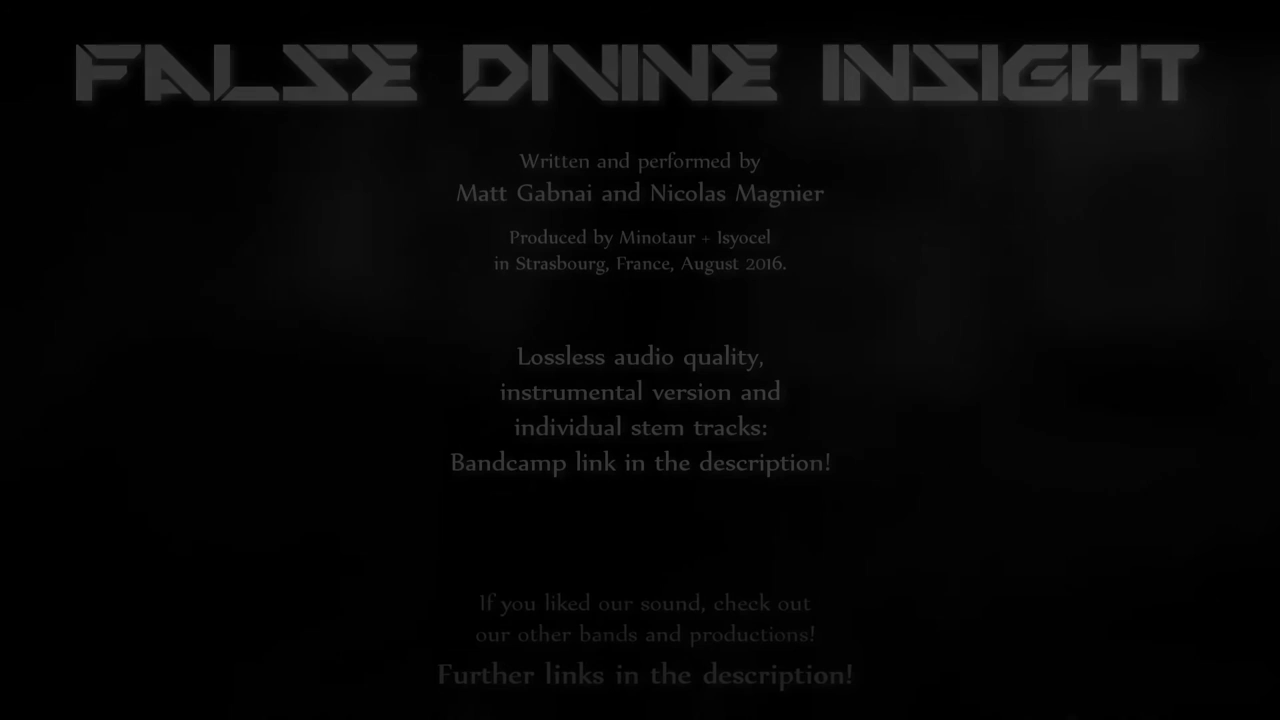 FALSE DIVINE INSIGHT
Written and performed by
Matt Gabnai and Nicolas Magnier
Produced by Minotaur + Isyocel
in Strasbourg, France, August 2016.
Lossless audio quality,
instrumental version and
individual stem tracks:
Bandcamp link in the description!
If you liked our sound, check out
our other bands and productions!
Further links in the description!